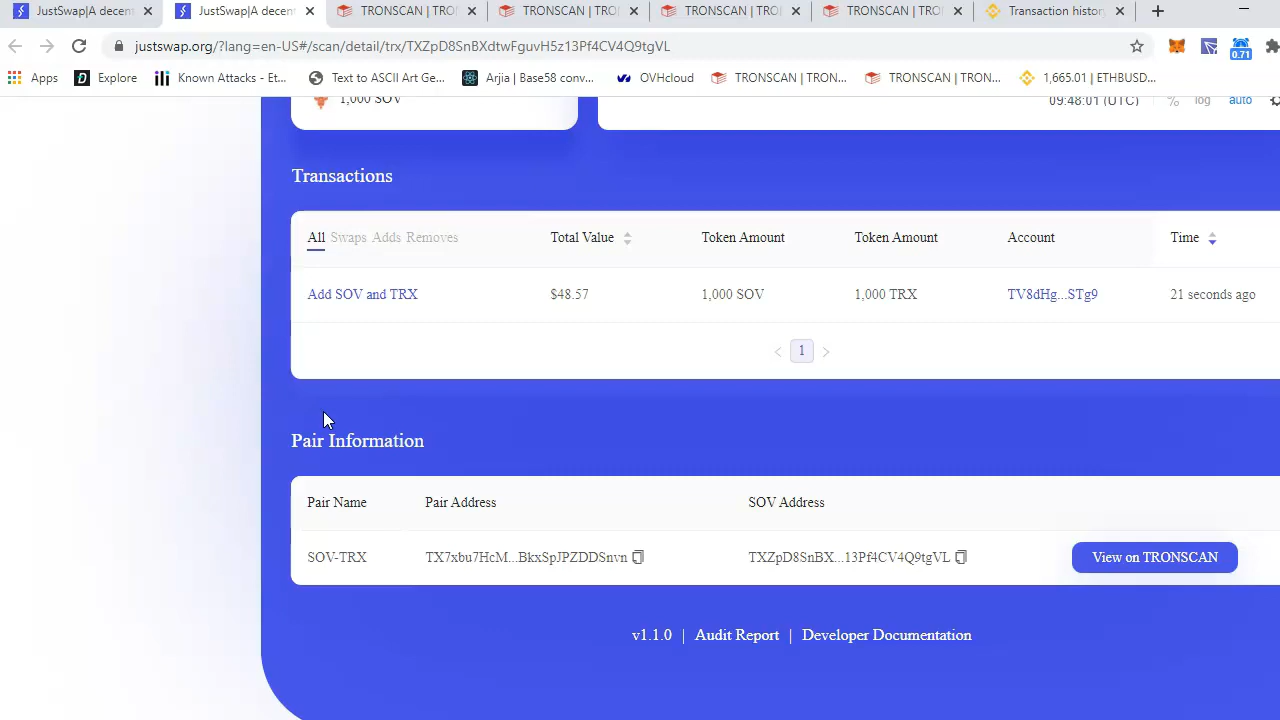 JustSwap|A decent JustSwap|A decent TRONSCAN | TRO TRONSCAN | TRO TRONSCAN | TRO TRONSCAN | TRO Transaction histor
justswap.org/?lang=en-US#/scan/detail/trx/TXZpD8SnBXdtwFguvH5z13Pf4CV4Q9tgVL 0.71
Apps Explore Known Attacks - Et... Text to ASCII Art Ge... Arjia | Base58 conv... OVHcloud TRONSCAN | TRON... TRONSCAN | TRON... 1,665.01 | ETHBUSD...
1,000 SOV 09:48:01 (UTC) % log auto
Transactions
All Swaps Adds Removes Total Value Token Amount Token Amount Account Time
Add SOV and TRX $48.57 1,000 SOV 1,000 TRX TV8dHg...STg9 21 seconds ago
< 1 >
Pair Information
Pair Name Pair Address SOV Address
SOV-TRX TX7xbu7HcM...BkxSpJPZDDSnvn TXZpD8SnBX...13Pf4CV4Q9tgVL View on TRONSCAN
v1.1.0 | Audit Report | Developer Documentation